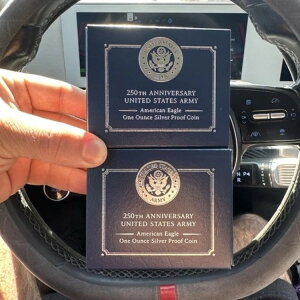 250TH ANNIVERSARY
UNITED STATES ARMY
American Eagle
One Ounce Silver Proof Coin
ARMY
250TH ANNIVERSARY
UNITED STATES ARMY
American Eagle
One Ounce Silver Proof Coin